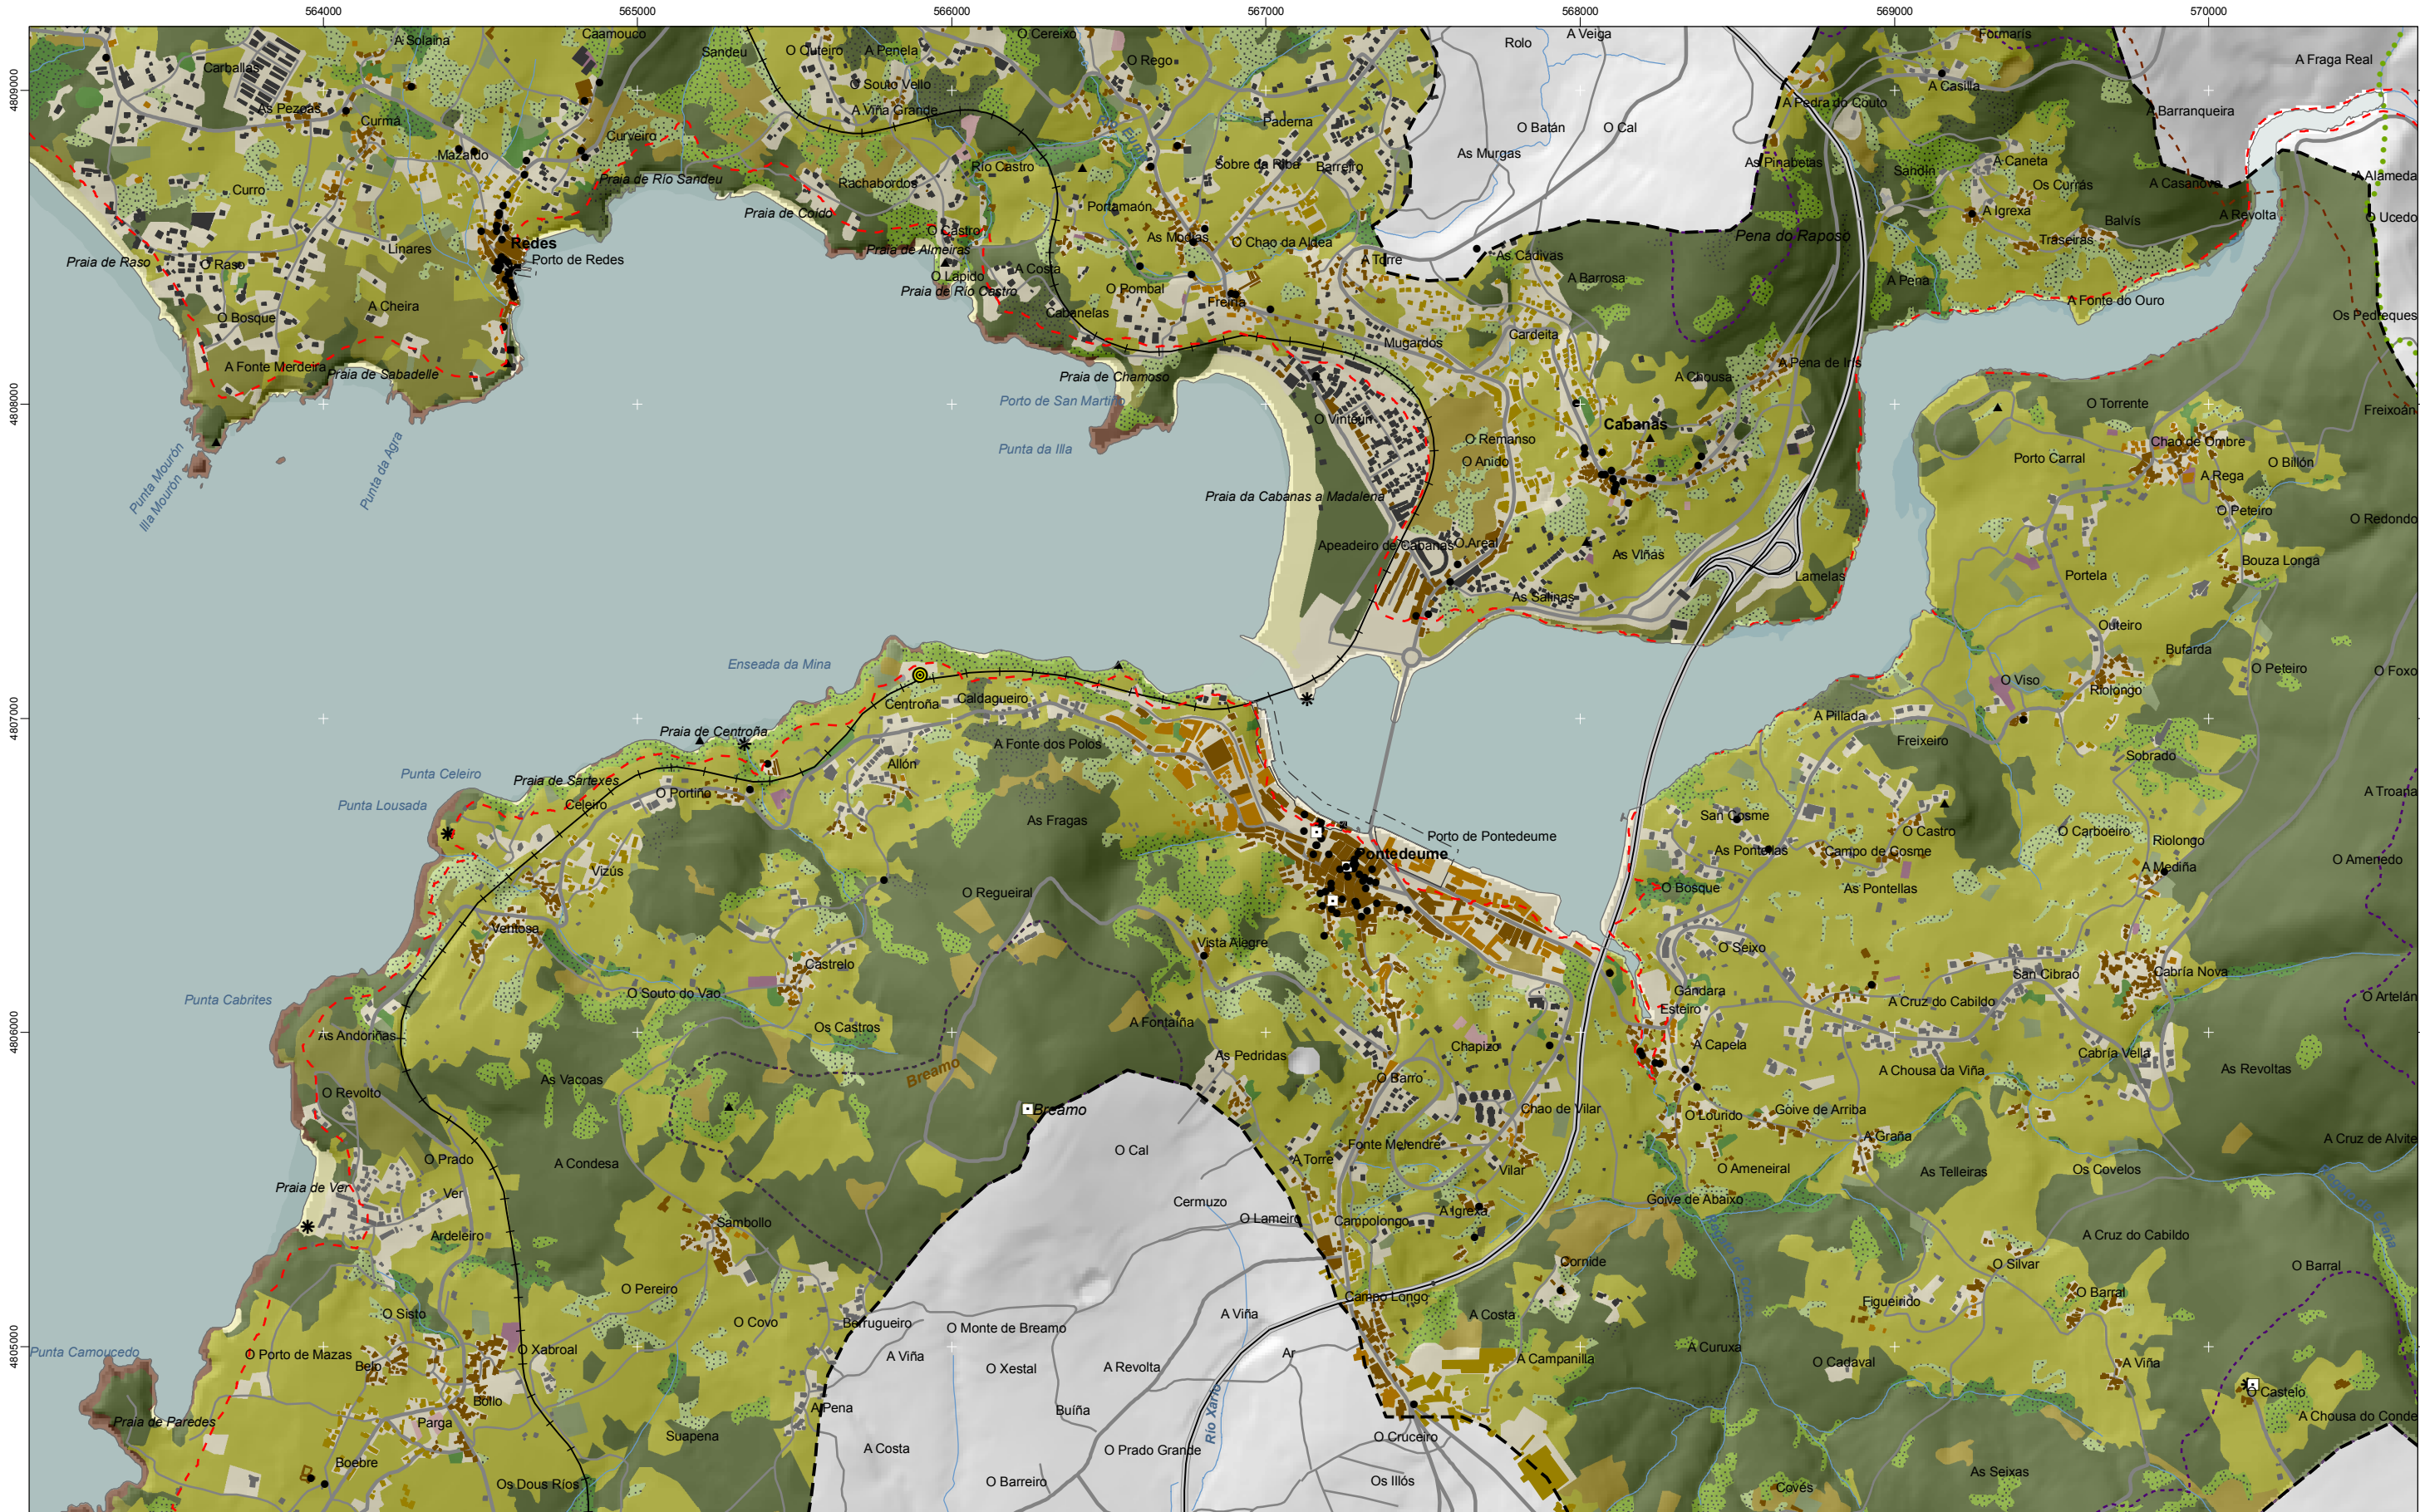 564000 565000 566000 567000 568000 569000 570000
4809000
4808000
4807000
4806000
4805000
A Solaina
Caamouco
Sandeu
O Outeiro
A Penela
O Cereixo
O Rego
Rolo
A Veiga
Formarís
A Fraga Real
Carballas
As Pezoas
Curmá
O Souto Vello
A Viña Grande
Río Eume
Paderna
O Batán
O Cal
A Pedra do Couto
A Casilla
A Barranqueira
Mazaído
Curveiro
Río Castro
Sobre da Riba
Barreiro
As Murgas
As Pinabetas
Sandín
A Caneta
A Alameda
Curro
Praia de Río Sandeu
Rachabordos
Portamaón
Os Currás
A Casanova
Praia de Coído
O Castro
As Modias
O Chao da Aldea
Pena do Raposo
A Igrexa
Balvís
A Revolta
O Ucedo
Redes
Linares
Praia de Almeiras
Traseiras
Praia de Raso
O Raso
Porto de Redes
O Lapido
A Costa
A Torre
As Cádivas
A Barrosa
A Pena
Praia de Río Castro
O Pombal
Freiria
A Fonte do Ouro
A Cheira
O Bosque
Cabanelas
Cardeita
Mugardos
Os Pedreques
A Fonte Merdeira
Praia de Sabadelle
Praia de Chamoso
A Chousa
A Pena de Iris
Porto de San Martiño
O Vinteún
O Torrente
Freixoán
Cabanas
Punta Mourón
Illa Mourón
Punta da Agra
Punta da Illa
O Remanso
O Anido
Porto Carral
Chao de Ombre
A Rega
O Billón
Praia da Cabanas a Madalena
O Peteiro
O Redondo
Apeadeiro de Cabanas
O Areal
As Viñas
Lamelas
Portela
Bouza Longa
As Salinas
Outeiro
Bufarda
Enseada da Mina
O Viso
Riolongo
O Peteiro
O Foxo
Centroña
Caldagueiro
A Pillada
Praia de Centroña
A Fonte dos Polos
Freixeiro
Sobrado
Punta Celeiro
Praia de Sartexes
Allón
Punta Lousada
Celeiro
O Portiño
As Fragas
Porto de Pontedeume
San Cosme
O Castro
O Carboeiro
Riolongo
A Troana
Pontedeume
As Pontellas
Campo de Cosme
A Mediña
O Amenedo
Vizús
O Regueiral
O Bosque
As Pontellas
Ventosa
Vista Alegre
O Seixo
Castrelo
San Cibrao
Cabría Nova
Punta Cabrites
O Souto do Vao
Gándara
Esteiro
A Cruz do Cabildo
O Artelán
Os Castros
A Fontaíña
As Andoriñas
As Pedridas
Chapizo
A Capela
Cabría Vella
Breamo
O Barro
A Chousa da Viña
As Revoltas
As Vacoas
O Revolto
Breamo
Chao de Vilar
O Lourido
Goive de Arriba
O Cal
Fonte Melendre
A Graña
A Cruz de Alvite
O Prado
A Condesa
A Torre
Vilar
O Ameneiral
As Telleiras
Os Covelos
Praia de Ver
Ver
Cermuzo
Goive de Abaixo
Sambollo
O Lameiro
Campolongo
A Igrexa
Ardeleiro
A Cruz do Cabildo
O Pereiro
Cornide
O Silvar
O Barral
O Sisto
O Covo
Berrugueiro
O Monte de Breamo
A Viña
Campo Longo
A Costa
Figueirido
O Barral
Punta Camoucedo
O Porto de Mazas
Belo
O Xabroal
A Viña
O Xestal
A Revolta
Ar
A Campanilla
A Curuxa
O Cadaval
A Viña
Bollo
Río Xarío
O Castelo
Praia de Paredes
Parga
Suapena
A Pena
Buíña
A Chousa do Conde
Boebre
A Costa
O Prado Grande
O Cruceiro
Os Dous Ríos
O Barreiro
Os Illós
Covés
As Seixas